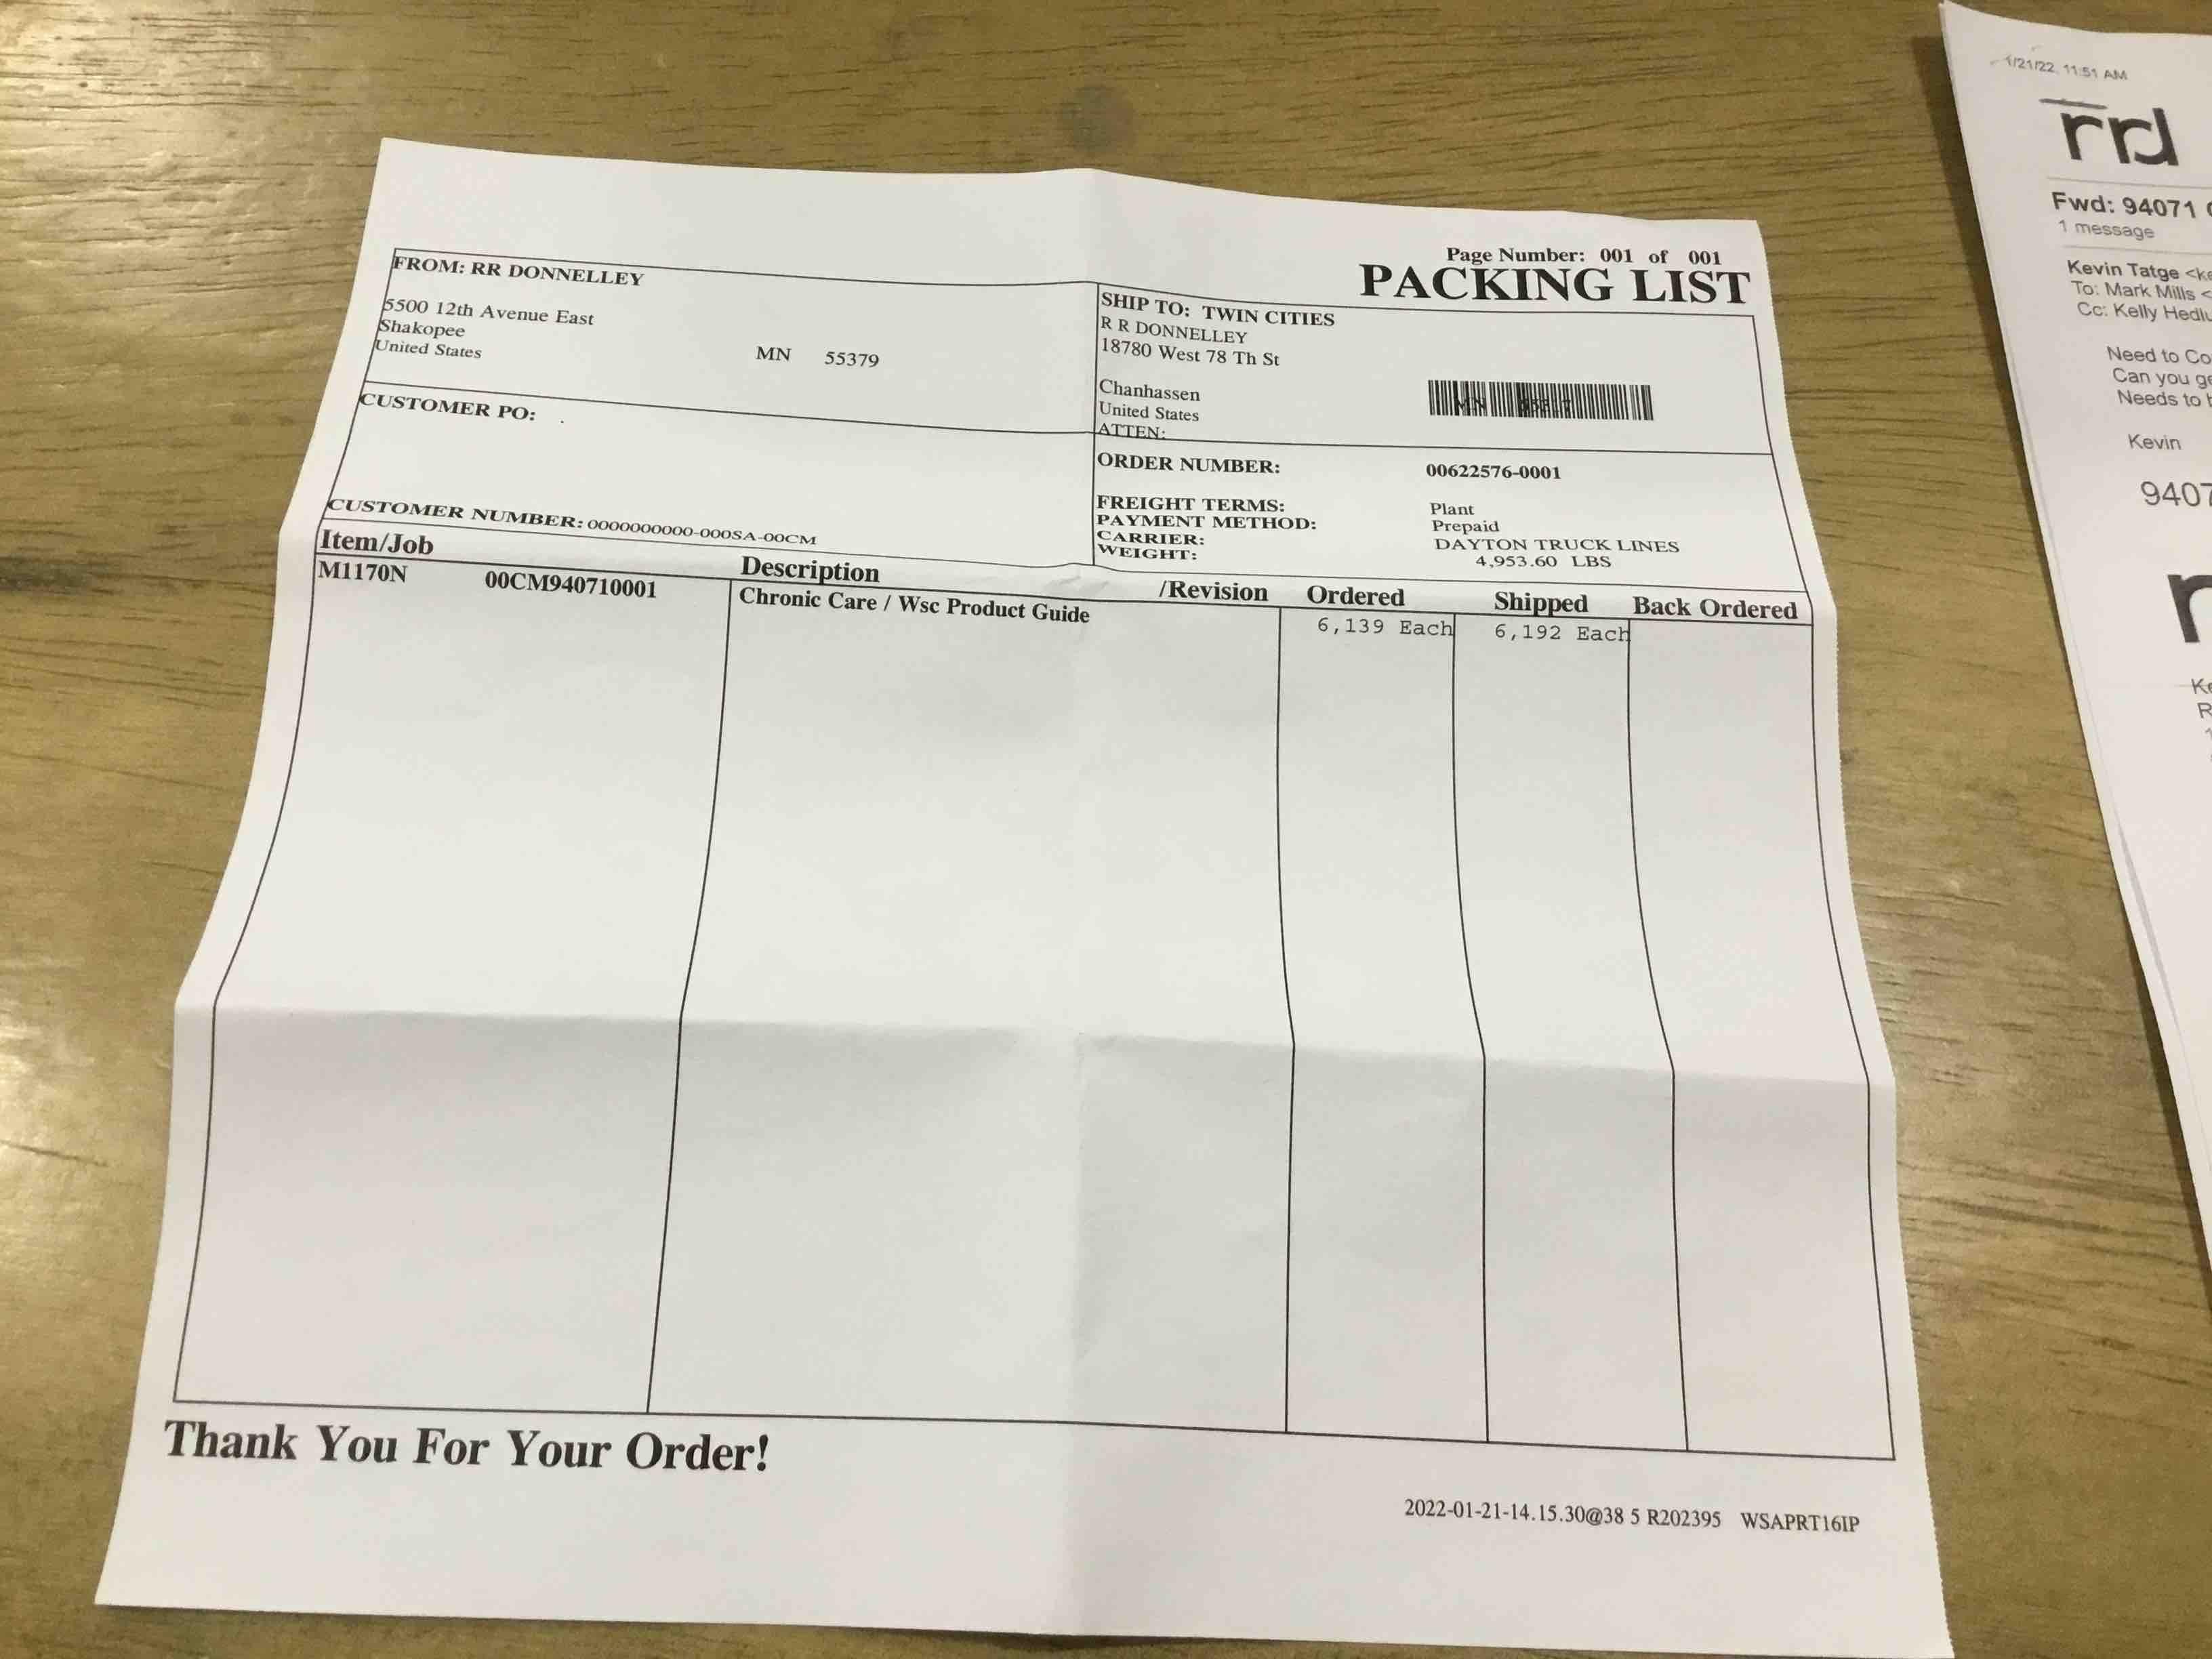 Page Number: 001 of 001
PACKING LIST
FROM: RR DONNELLEY
5500 12th Avenue East
Shakopee
United States
MN 55379
CUSTOMER PO: .
CUSTOMER NUMBER: 0000000000-000SA-00CM
SHIP TO: TWIN CITIES
R R DONNELLEY
18780 West 78 Th St
Chanhassen
United States
MN
ATTEN:
ORDER NUMBER: 00622576-0001
FREIGHT TERMS: Plant
PAYMENT METHOD: Prepaid
CARRIER: DAYTON TRUCK LINES
WEIGHT: 4,953.60 LBS
Item/Job Description /Revision Ordered Shipped Back Ordered
M1170N 00CM940710001 Chronic Care / Wsc Product Guide 6,139 Each 6,192 Each
Thank You For Your Order!
2022-01-21-14.15.30@38 5 R202395 WSAPRT16IP
1/21/22, 11:51 AM
rrd
Fwd: 94071
1 message
Kevin Tatge
To: Mark Mills <
Cc: Kelly
Need to
Can you
Needs to
Kevin
9407